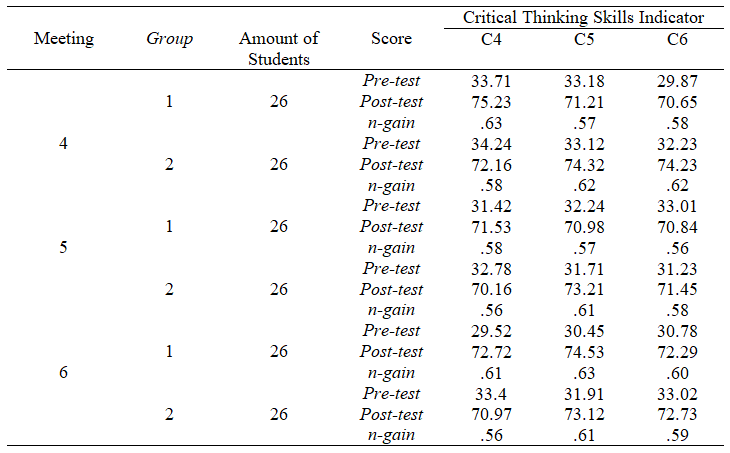 Critical Thinking Skills Indicator
Meeting Group Amount of Students Score C4 C5 C6
Pre-test 33.71 33.18 29.87
1 26 Post-test 75.23 71.21 70.65
n-gain .63 .57 .58
4 Pre-test 34.24 33.12 32.23
2 26 Post-test 72.16 74.32 74.23
n-gain .58 .62 .62
Pre-test 31.42 32.24 33.01
1 26 Post-test 71.53 70.98 70.84
5 n-gain .58 .57 .56
Pre-test 32.78 31.71 31.23
2 26 Post-test 70.16 73.21 71.45
n-gain .56 .61 .58
Pre-test 29.52 30.45 30.78
1 26 Post-test 72.72 74.53 72.29
6 n-gain .61 .63 .60
Pre-test 33.4 31.91 33.02
2 26 Post-test 70.97 73.12 72.73
n-gain .56 .61 .59